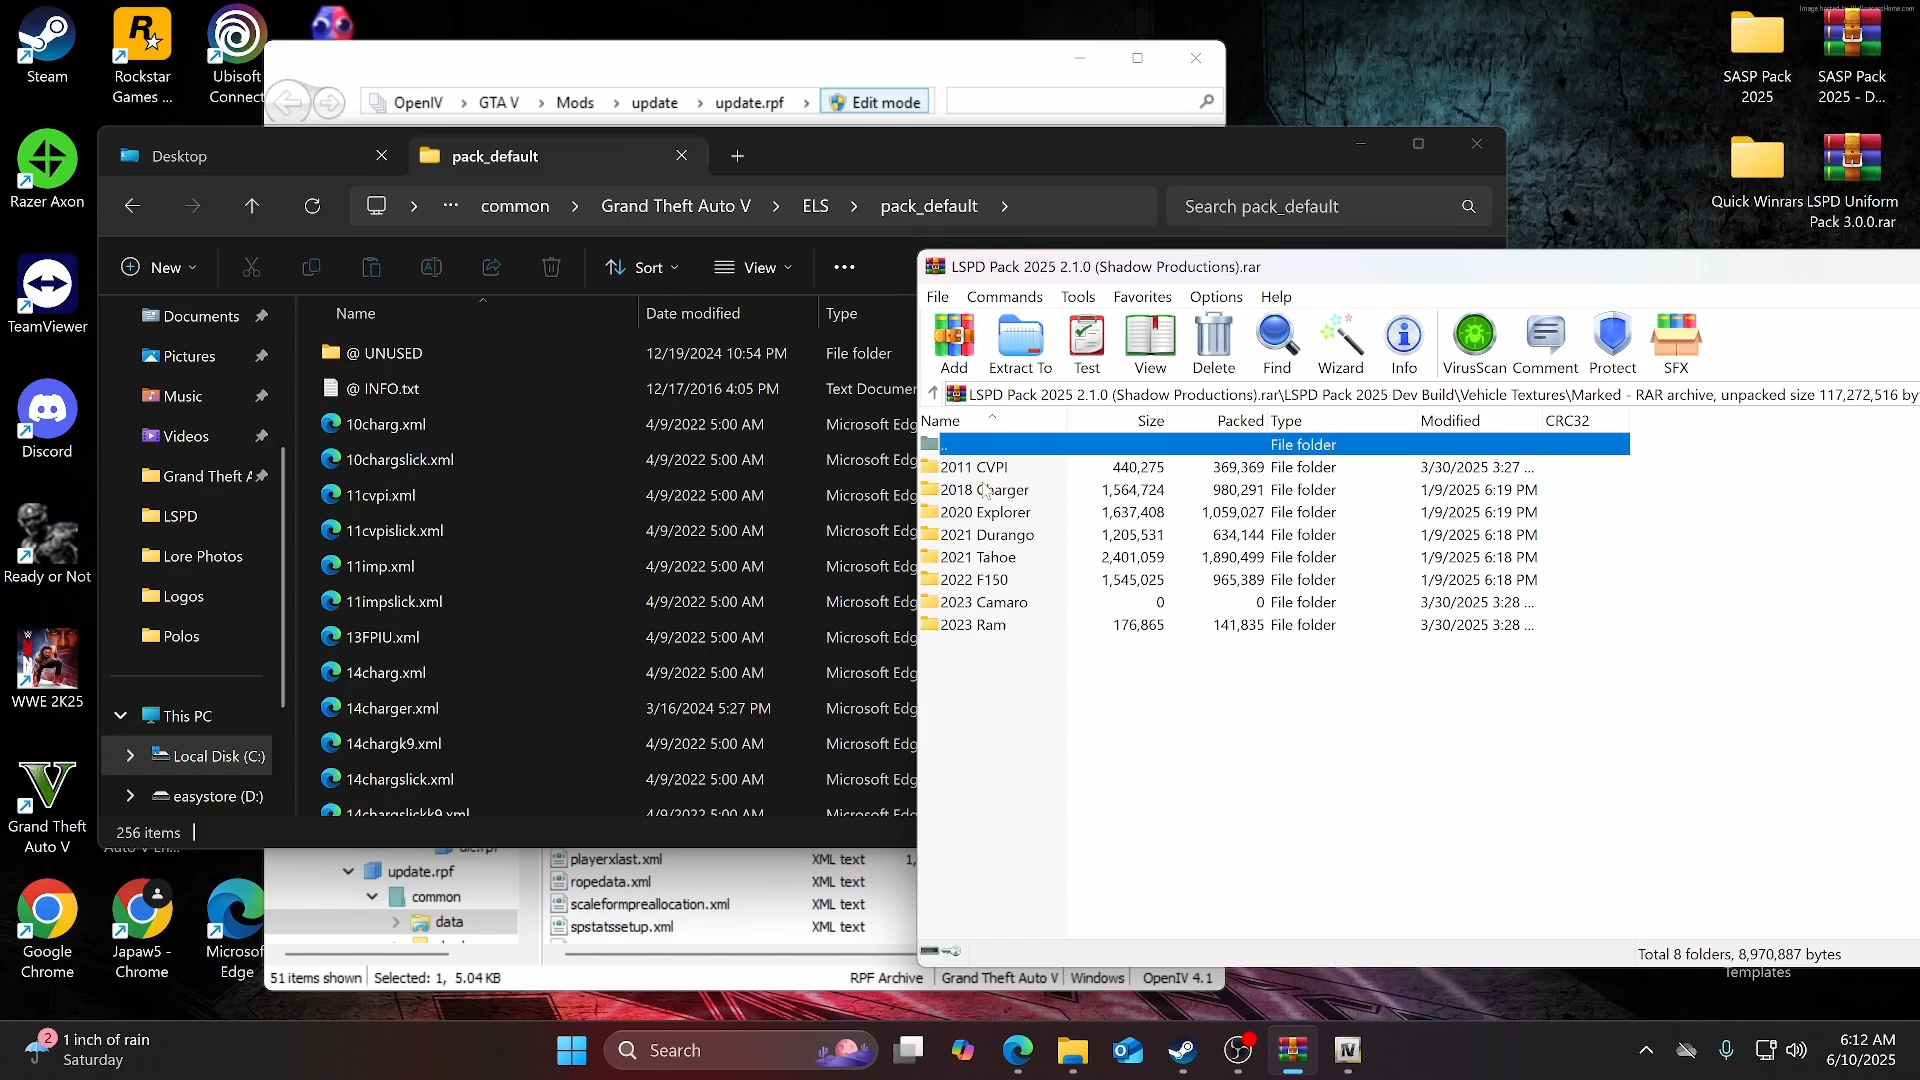 Image hosted by WallpapersHome.com
Steam
Rockstar
Games ...
Ubisoft
Connect
SASP Pack
2025
SASP Pack
2025 - D...
OpenIV > GTA V > Mods > update > update.rpf > Edit mode
Desktop
pack_default
Razer Axon
Quick Winrars
LSPD Uniform
Pack 3.0.0.rar
··· common > Grand Theft Auto V > ELS > pack_default >
Search pack_default
New
Sort
View
LSPD Pack 2025 2.1.0 (Shadow Productions).rar
File Commands Tools Favorites Options Help
Add Extract To Test View Delete Find Wizard Info VirusScan Comment Protect SFX
LSPD Pack 2025 2.1.0 (Shadow Productions).rar\LSPD Pack 2025 Dev Build\Vehicle Textures\Marked - RAR archive, unpacked size 117,272,516 by
Name Size Packed Type Modified CRC32
.. File folder
2011 CVPI 440,275 369,369 File folder 3/30/2025 3:27 ...
2018 Charger 1,564,724 980,291 File folder 1/9/2025 6:19 PM
2020 Explorer 1,637,408 1,059,027 File folder 1/9/2025 6:19 PM
2021 Durango 1,205,531 634,144 File folder 1/9/2025 6:18 PM
2021 Tahoe 2,401,059 1,890,499 File folder 1/9/2025 6:18 PM
2022 F150 1,545,025 965,389 File folder 1/9/2025 6:18 PM
2023 Camaro 0 0 File folder 3/30/2025 3:28 ...
2023 Ram 176,865 141,835 File folder 3/30/2025 3:28 ...
Total 8 folders, 8,970,887 bytes
Templates
TeamViewer
Discord
Ready or Not
WWE 2K25
Grand Theft
Auto V
Auto V En...
Google
Chrome
Japaw5 -
Chrome
Microsof
Edge
Documents
Pictures
Music
Videos
Grand Theft A
LSPD
Lore Photos
Logos
Polos
This PC
Local Disk (C:)
easystore (D:)
Name Date modified Type
@ UNUSED 12/19/2024 10:54 PM File folder
@ INFO.txt 12/17/2016 4:05 PM Text Documen
10charg.xml 4/9/2022 5:00 AM Microsoft Edg
10chargslick.xml 4/9/2022 5:00 AM Microsoft Edg
11cvpi.xml 4/9/2022 5:00 AM Microsoft Edg
11cvpislick.xml 4/9/2022 5:00 AM Microsoft Edg
11imp.xml 4/9/2022 5:00 AM Microsoft Edg
11impslick.xml 4/9/2022 5:00 AM Microsoft Edg
13FPIU.xml 4/9/2022 5:00 AM Microsoft Edg
14charg.xml 4/9/2022 5:00 AM Microsoft Edg
14charger.xml 3/16/2024 5:27 PM Microsoft Edg
14chargk9.xml 4/9/2022 5:00 AM Microsoft Edg
14chargslick.xml 4/9/2022 5:00 AM Microsoft Edg
14chargslickk9.xml 4/9/2022 5:00 AM Microsoft Edg
256 items
dlc.rpf
update.rpf
common
data
playerxlast.xml XML text 1,
ropedata.xml XML text
scaleformpreallocation.xml XML text
spstatssetup.xml XML text
51 items shown Selected: 1, 5.04 KB RPF Archive Grand Theft Auto V Windows OpenIV 4.1
2
1 inch of rain
Saturday
Search
6:12 AM
6/10/2025